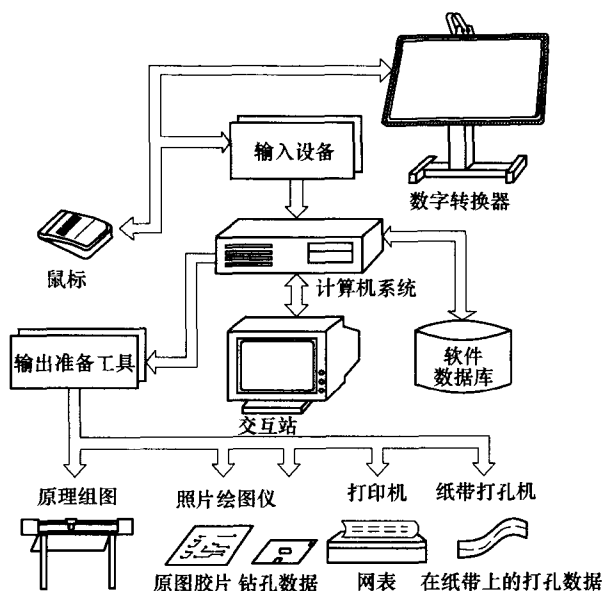 输入设备
数字转换器
鼠标
计算机系统
输出准备工具
软件
数据库
交互站
原理组图
照片绘图仪
打印机
纸带打孔机
原图胶片
钻孔数据
网表
在纸带上的打孔数据